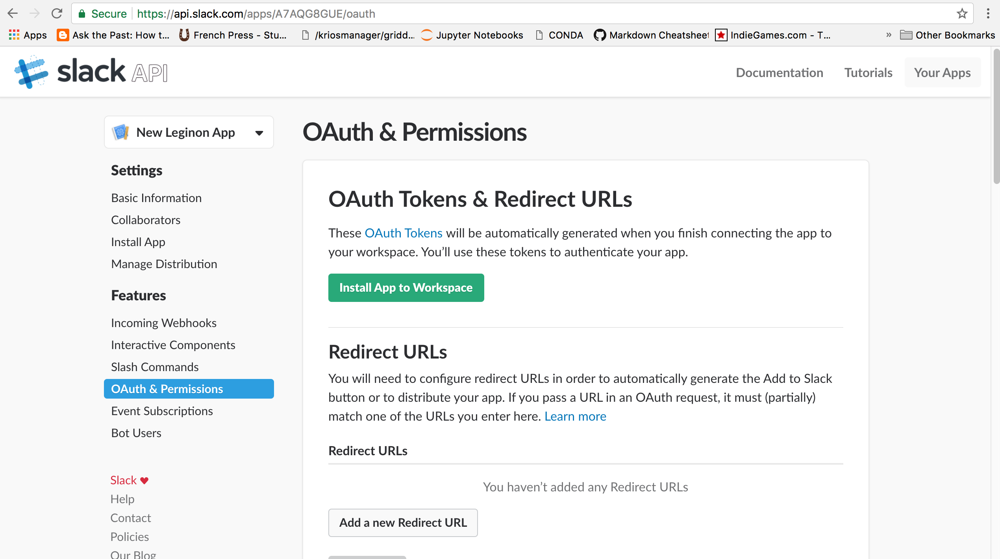 Secure https://api.slack.com/apps/A7AQG8GUE/oauth
Apps Ask the Past: How t... French Press - Stu... /kriosmanager/gridd... Jupyter Notebooks CONDA Markdown Cheatsheet IndieGames.com - T... » Other Bookmarks
slack API Documentation Tutorials Your Apps
New Leginon App
Settings
Basic Information
Collaborators
Install App
Manage Distribution
Features
Incoming Webhooks
Interactive Components
Slash Commands
OAuth & Permissions
Event Subscriptions
Bot Users
Slack ♥
Help
Contact
Policies
Our Blog
OAuth & Permissions
OAuth Tokens & Redirect URLs
These OAuth Tokens will be automatically generated when you finish connecting the app to
your workspace. You’ll use these tokens to authenticate your app.
Install App to Workspace
Redirect URLs
You will need to configure redirect URLs in order to automatically generate the Add to Slack
button or to distribute your app. If you pass a URL in an OAuth request, it must (partially)
match one of the URLs you enter here. Learn more
Redirect URLs
You haven’t added any Redirect URLs
Add a new Redirect URL